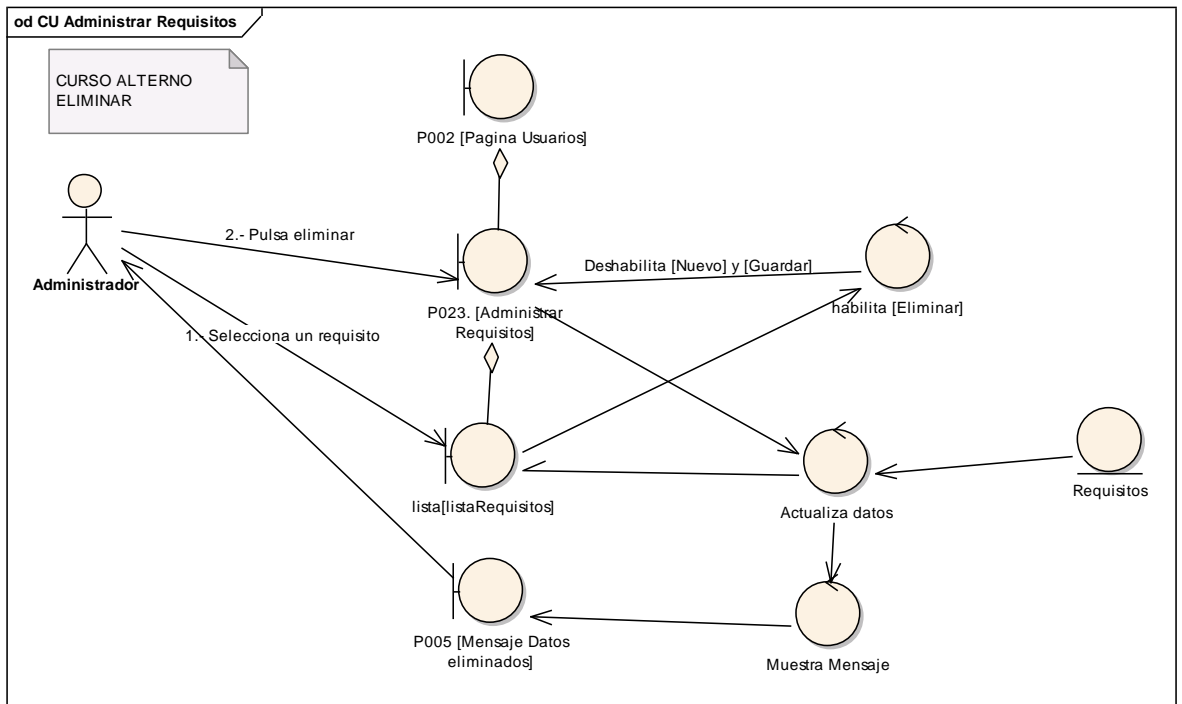 od CU Administrar Requisitos
CURSO ALTERNO
ELIMINAR
P002 [Pagina Usuarios]
2.- Pulsa eliminar
Administrador
Deshabilita [Nuevo] y [Guardar]
habilita [Eliminar]
P023. [Administrar
Requisitos]
1.- Selecciona un requisito
lista[listaRequisitos]
Actualiza datos
Requisitos
P005 [Mensaje Datos
eliminados]
Muestra Mensaje